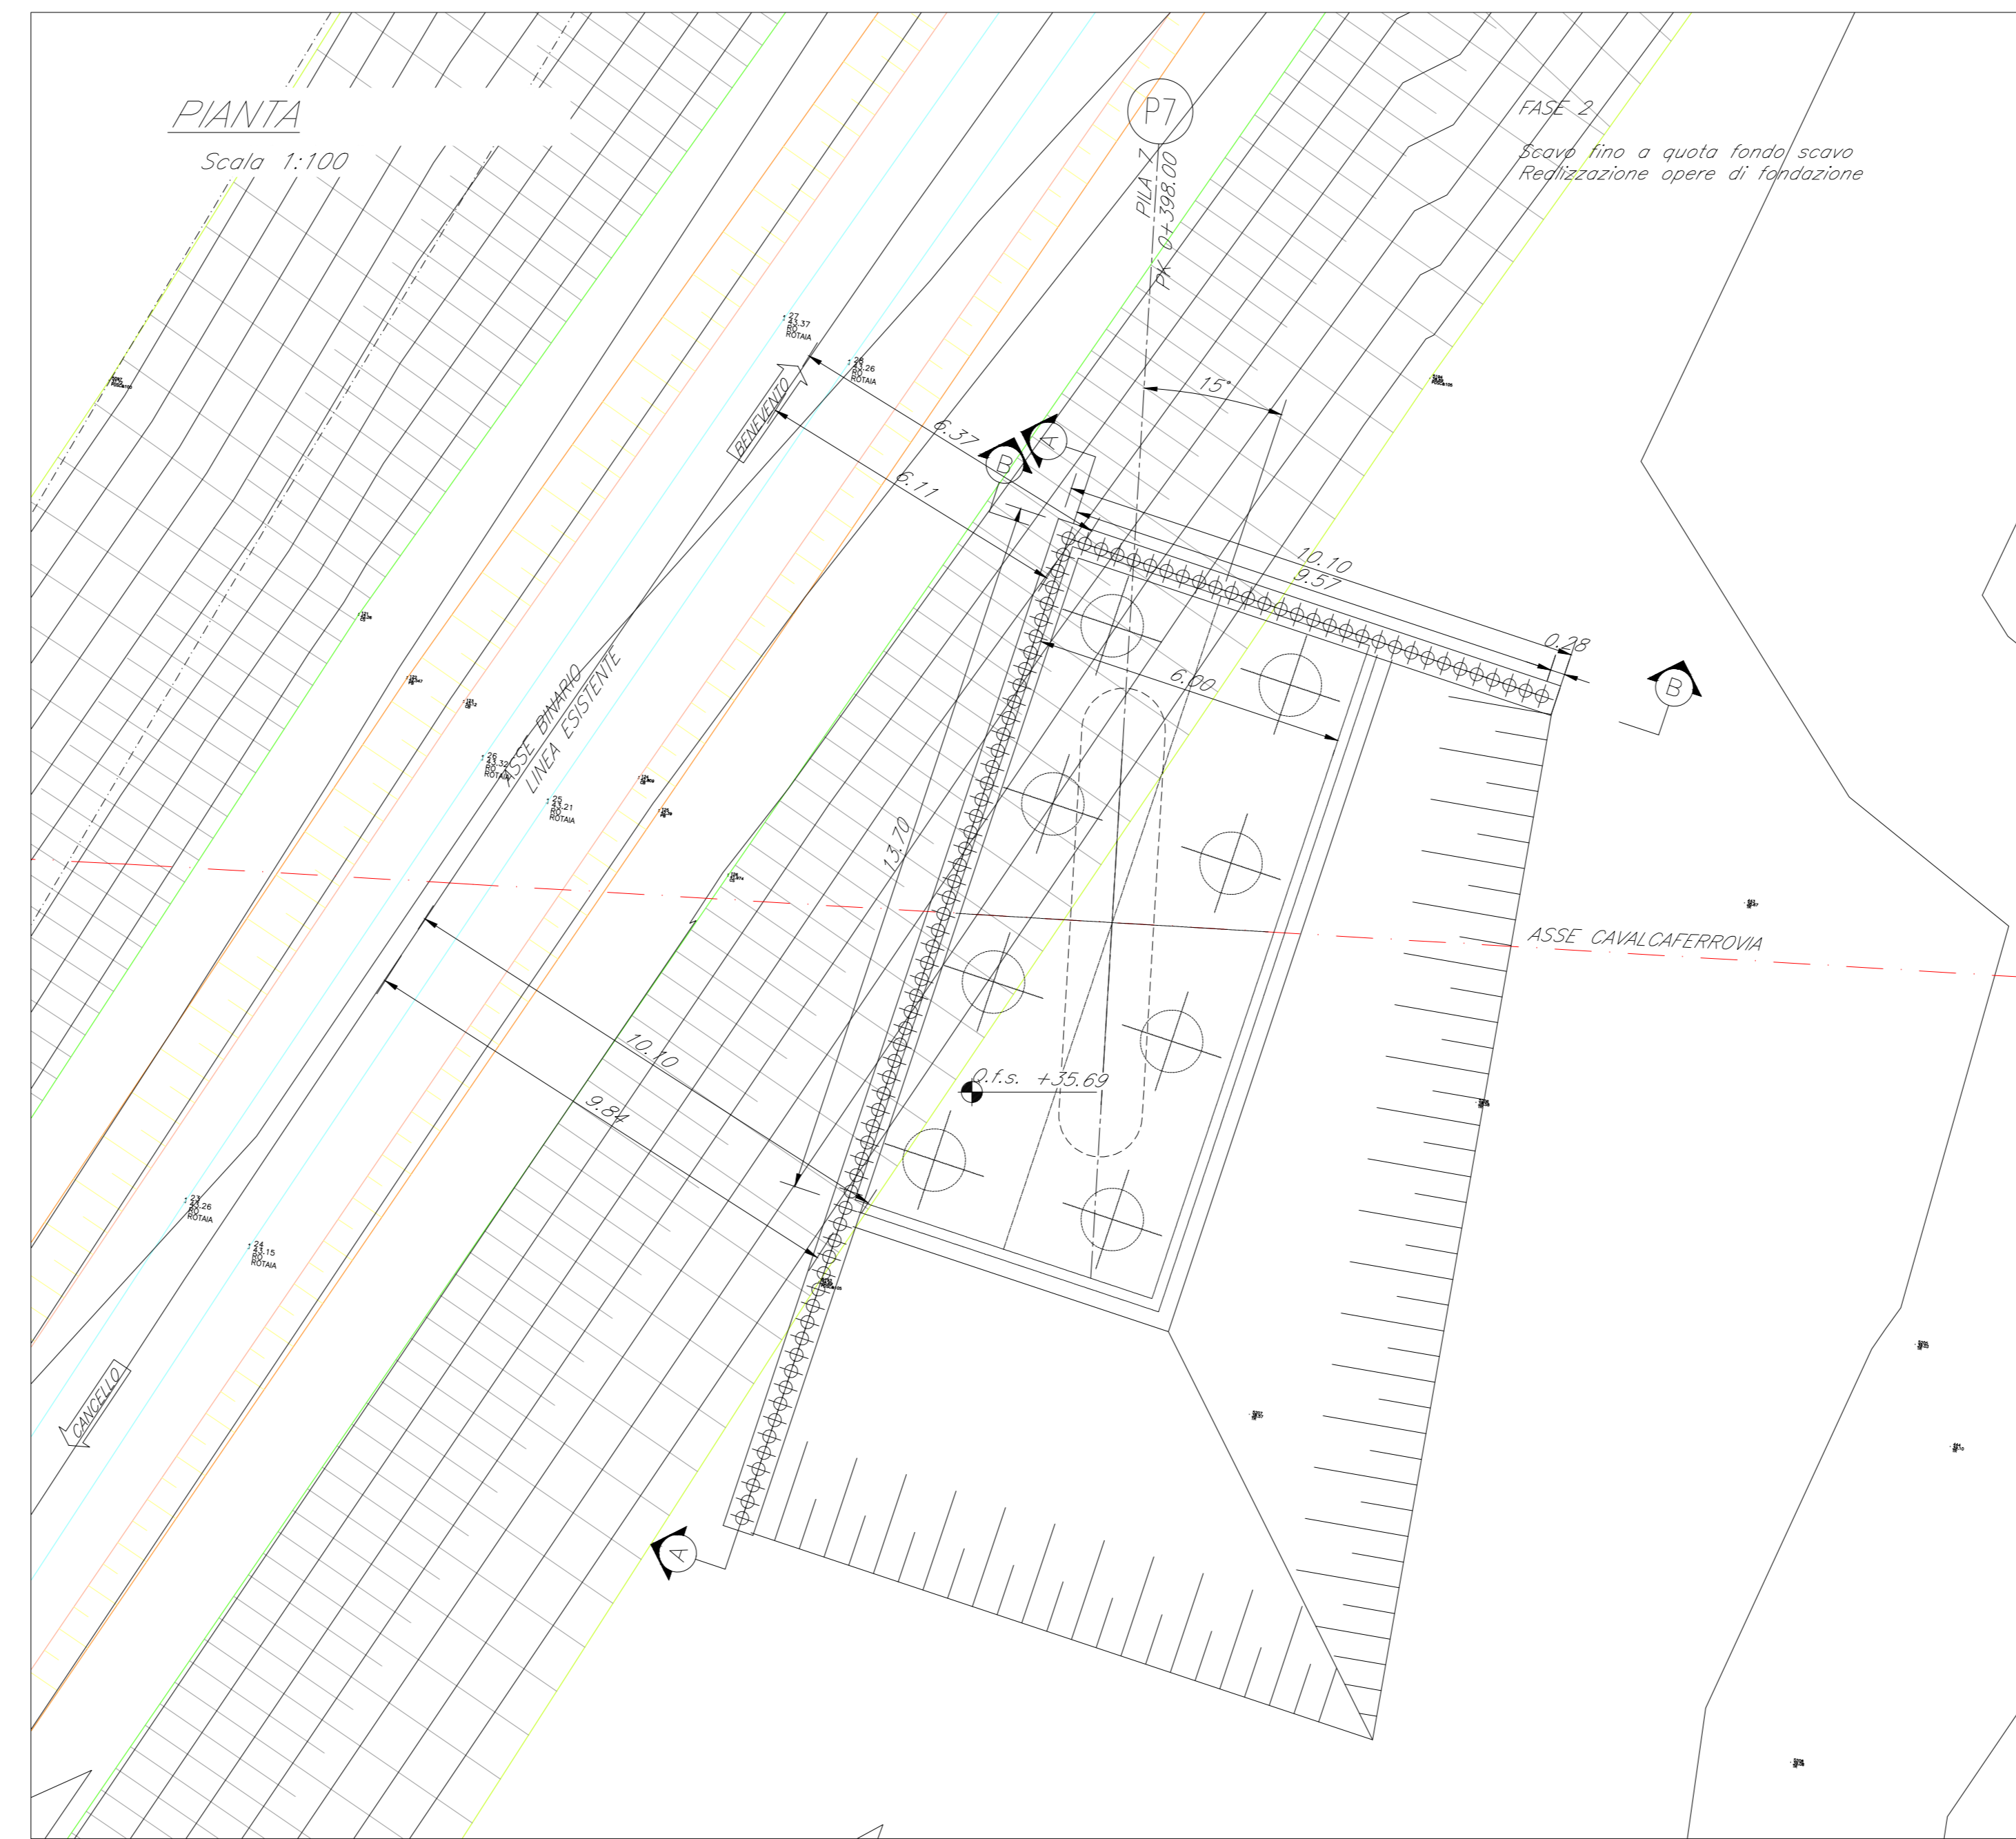 PIANTA
Scala 1:100
P7
PILA 7
PK 0+398.00
FASE 2
Scavo fino a quota fondo scavo
Realizzazione opere di fondazione
27
43.37
RO
ROTAIA
28
43.26
RO
ROTAIA
BENEVENTO
15°
6.37
A
B
6.11
10.10
9.57
0.28
B
6.00
ASSE BINARIO
LINEA ESISTENTE
26
43.32
RO
ROTAIA
25
43.21
RO
ROTAIA
13.70
ASSE CAVALCAFERROVIA
10.10
Q.f.s. +35.69
9.84
23
43.26
RO
ROTAIA
24
43.15
RO
ROTAIA
CANCELLO
A